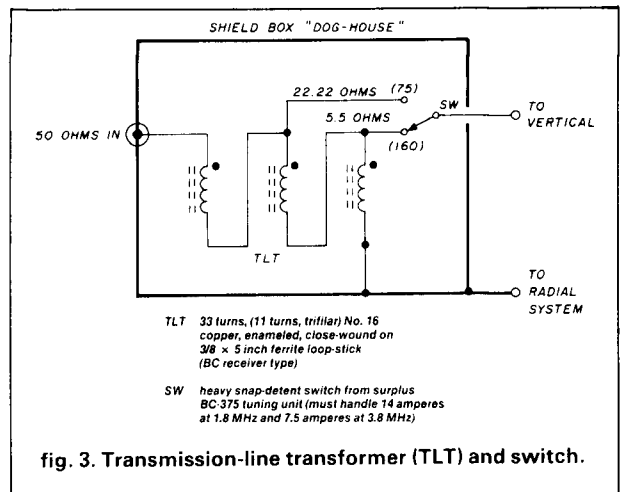 SHIELD BOX "DOG-HOUSE"
22.22 OHMS (75)
5.5 OHMS
SW
TO
VERTICAL
50 OHMS IN
(160)
TLT
TO
RADIAL
SYSTEM
TLT 33 turns, (11 turns, trifilar) No. 16
copper, enameled, close-wound on
3/8 × 5 inch ferrite loop-stick
(BC receiver type)
SW heavy snap-detent switch from surplus
BC-375 tuning unit (must handle 14 amperes
at 1.8 MHz and 7.5 amperes at 3.8 MHz)
fig. 3. Transmission-line transformer (TLT) and switch.